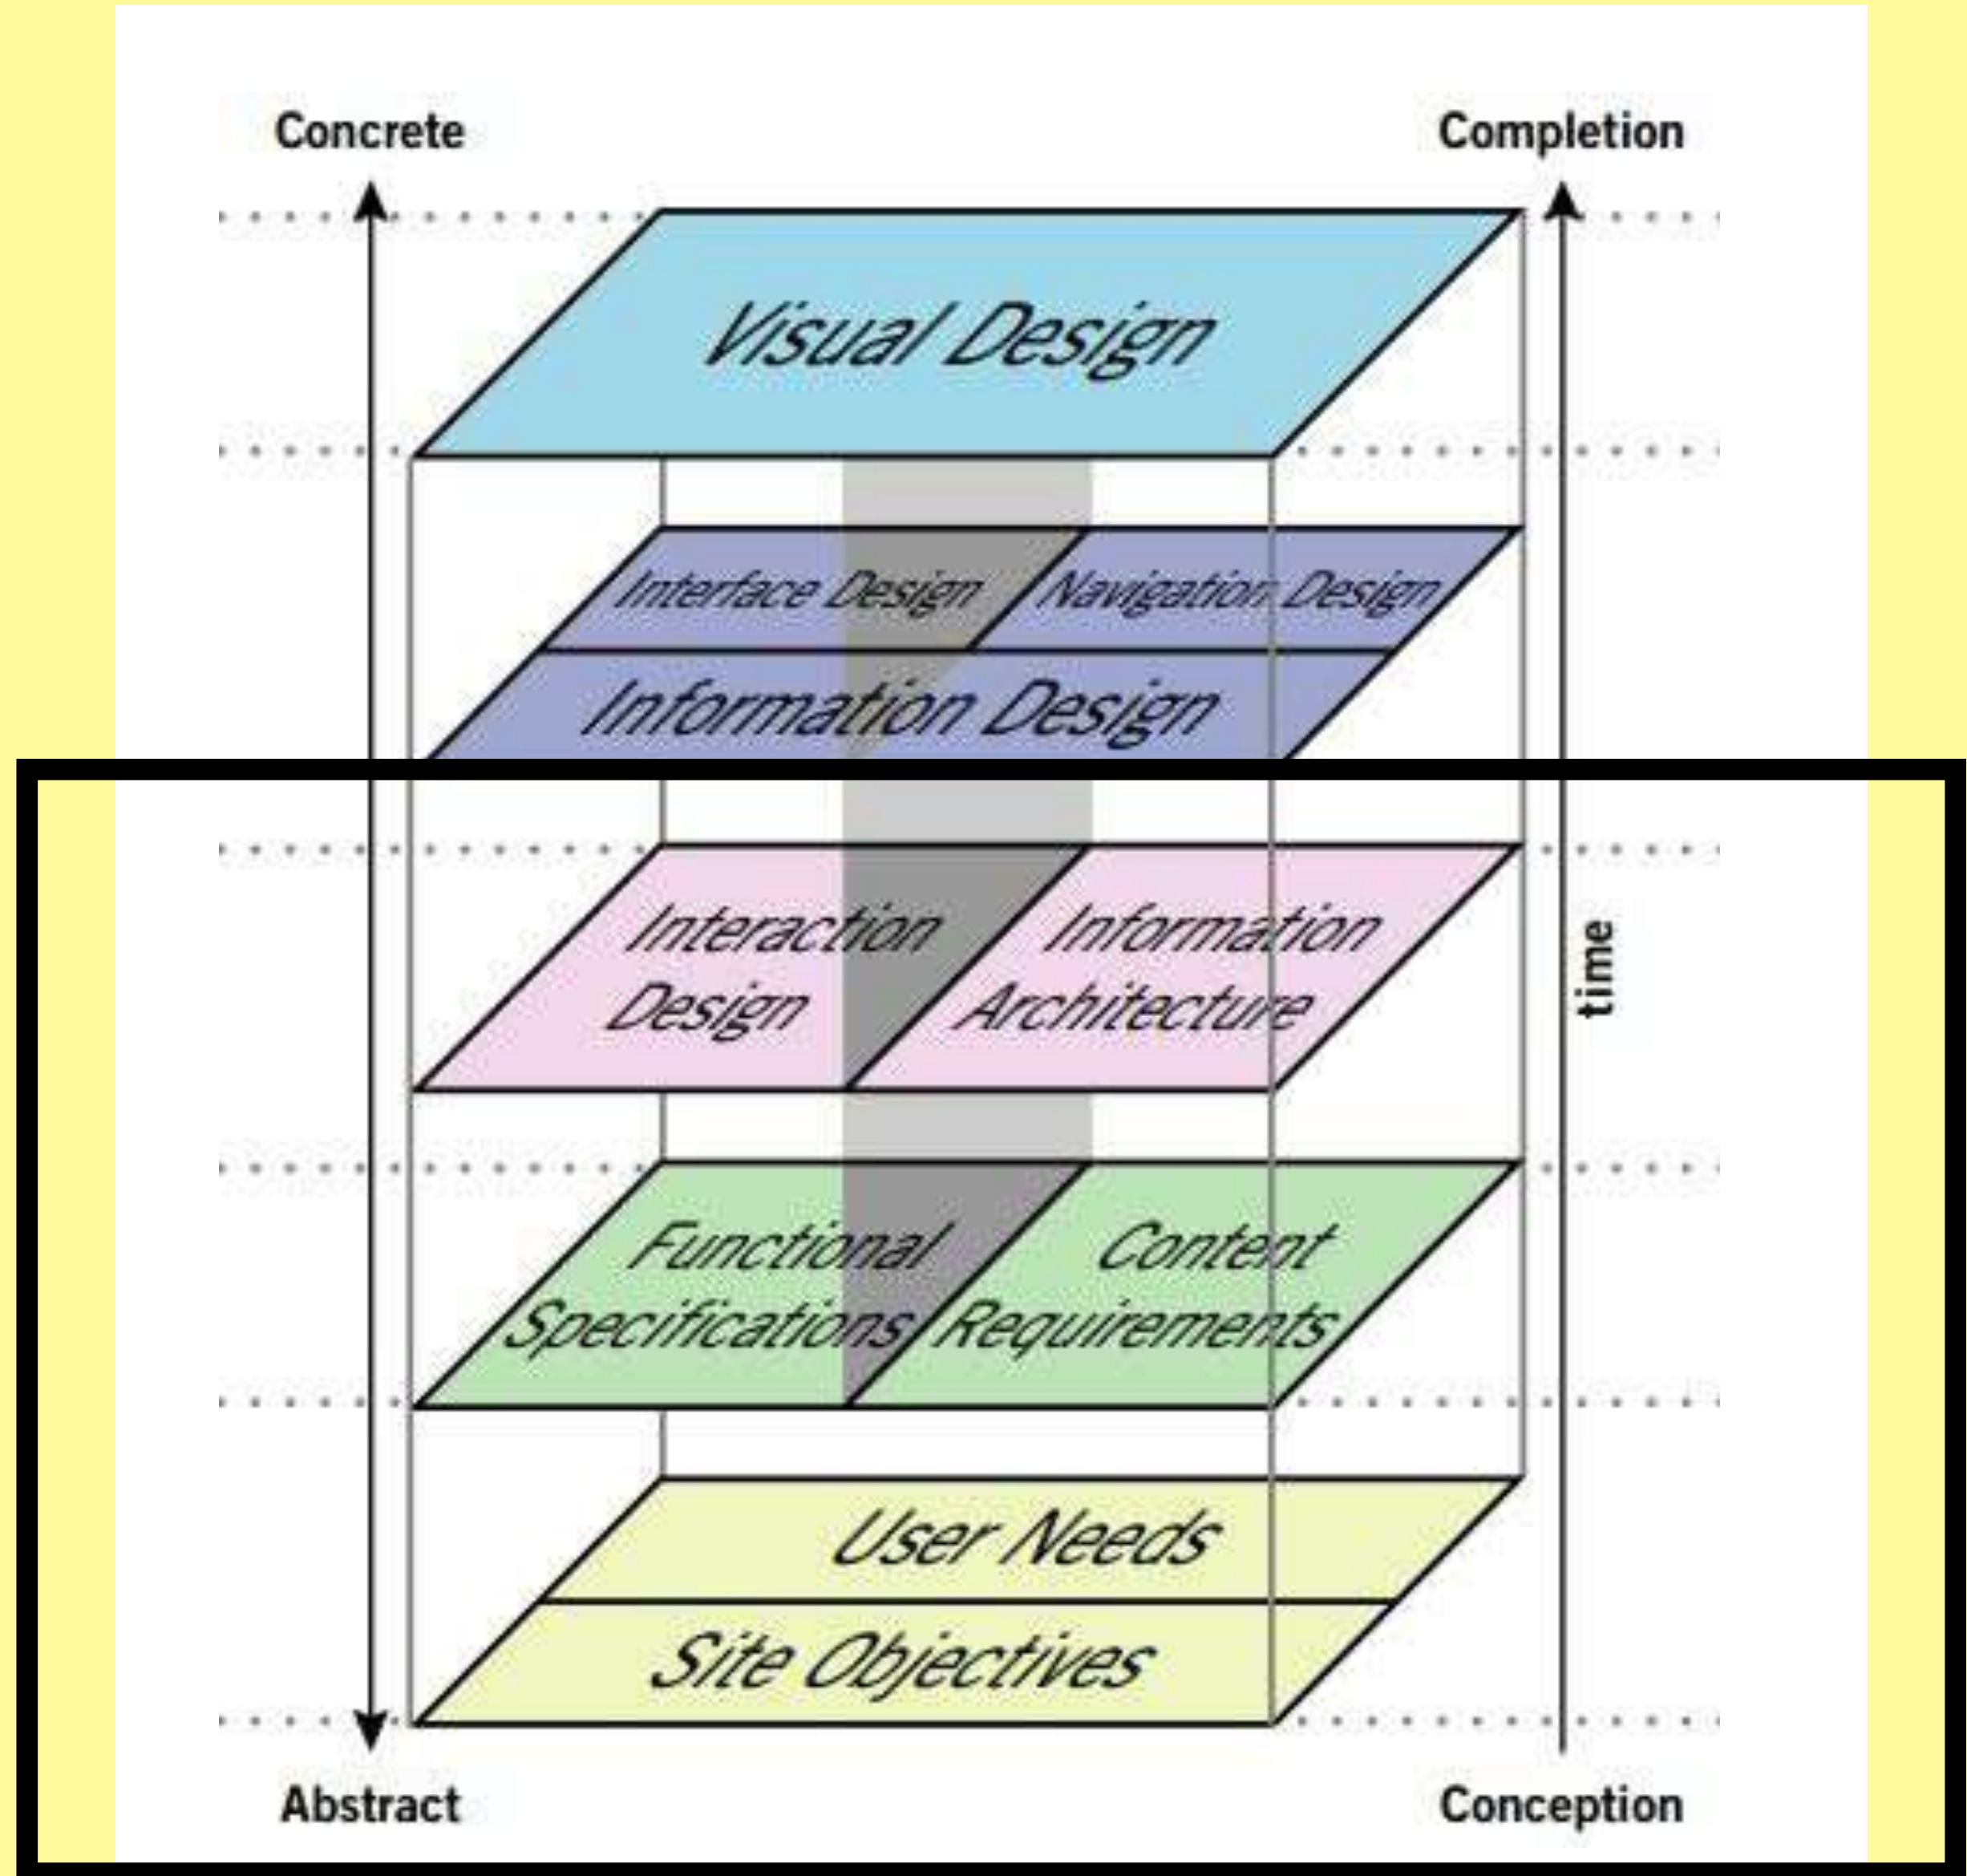 Concrete
Completion
Visual Design
Interface Design
Navigation Design
Information Design
Interaction
Design
Information
Architecture
time
Functional
Specifications
Content
Requirements
User Needs
Site Objectives
Abstract
Conception